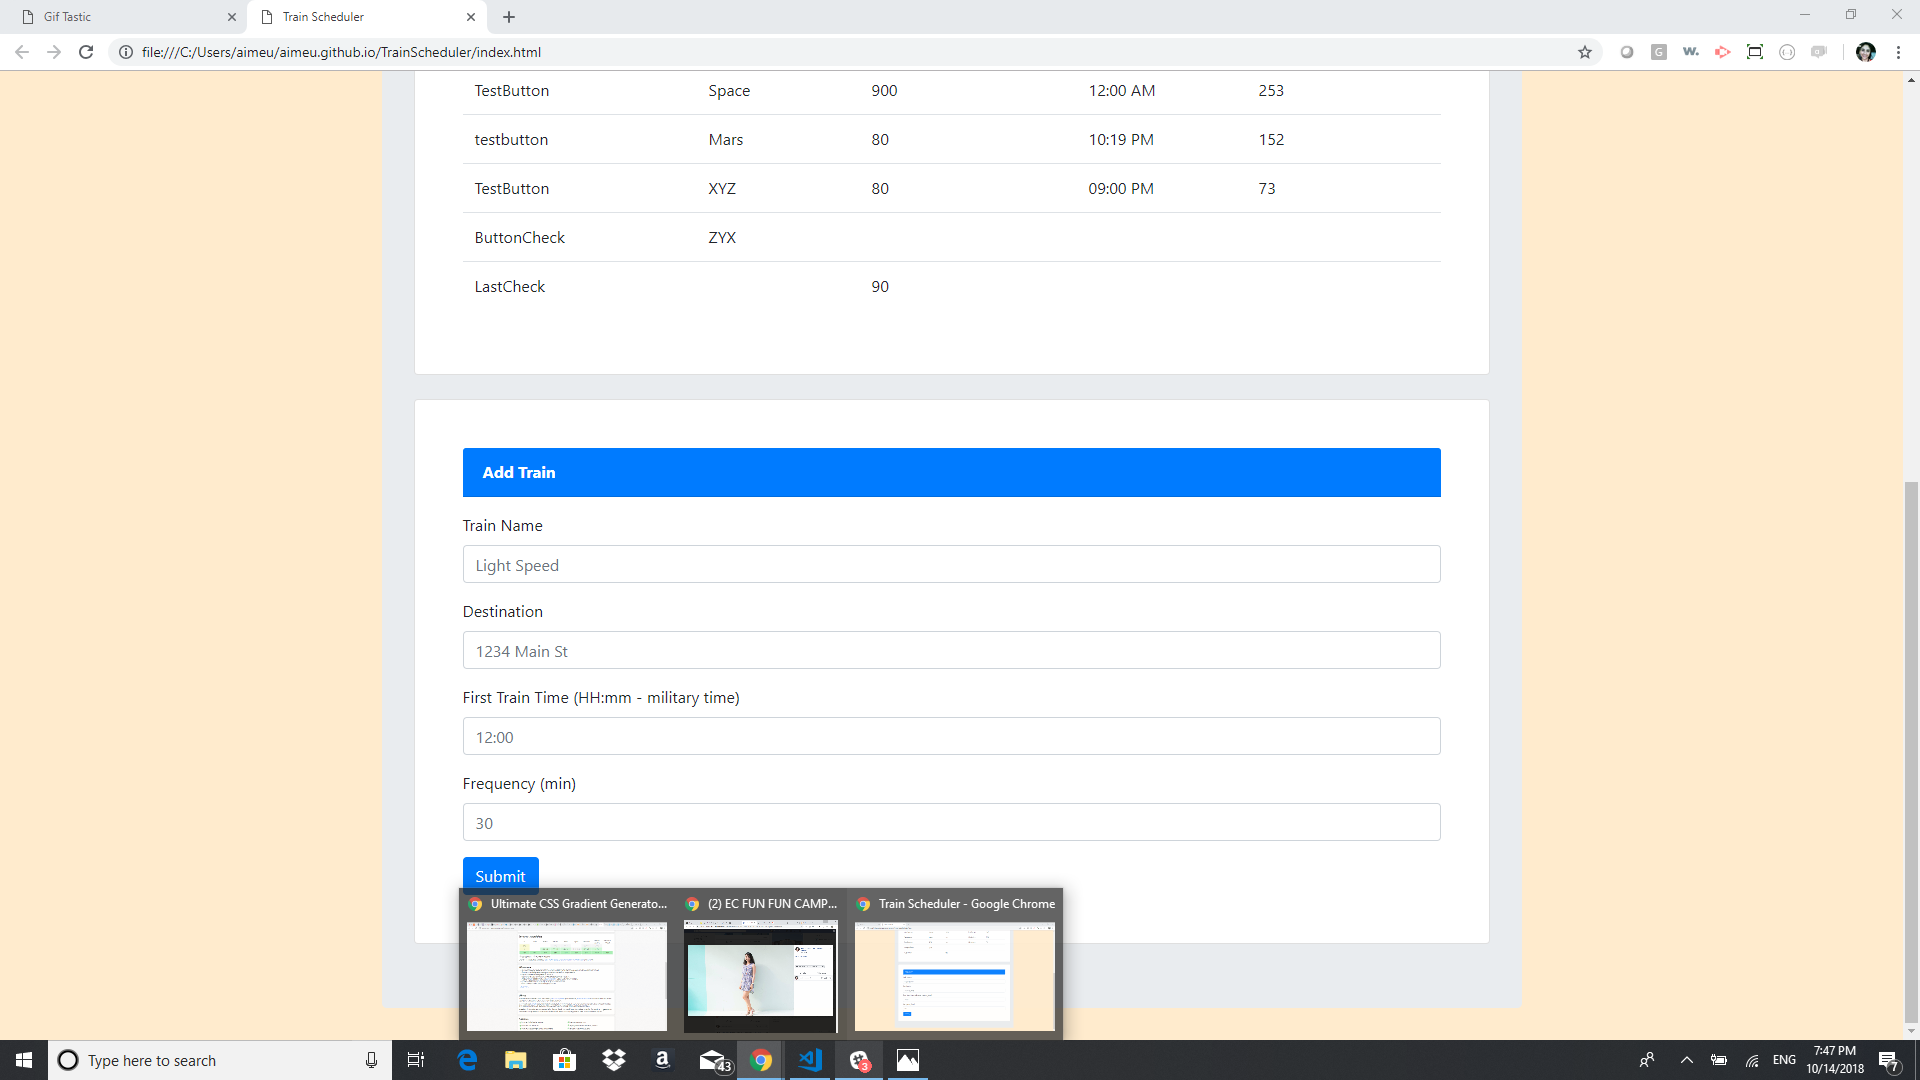 Gif Tastic
Train Scheduler
file:///C:/Users/aimeu/aimeu.github.io/TrainScheduler/index.html
TestButton Space 900 12:00 AM 253
testbutton Mars 80 10:19 PM 152
TestButton XYZ 80 09:00 PM 73
ButtonCheck ZYX
LastCheck 90
Add Train
Train Name
Light Speed
Destination
1234 Main St
First Train Time (HH:mm - military time)
12:00
Frequency (min)
30
Submit
Ultimate CSS Gradient Generato...
(2) EC FUN FUN CAMP...
Train Scheduler - Google Chrome
Type here to search
43
3
ENG
7:47 PM
10/14/2018
7